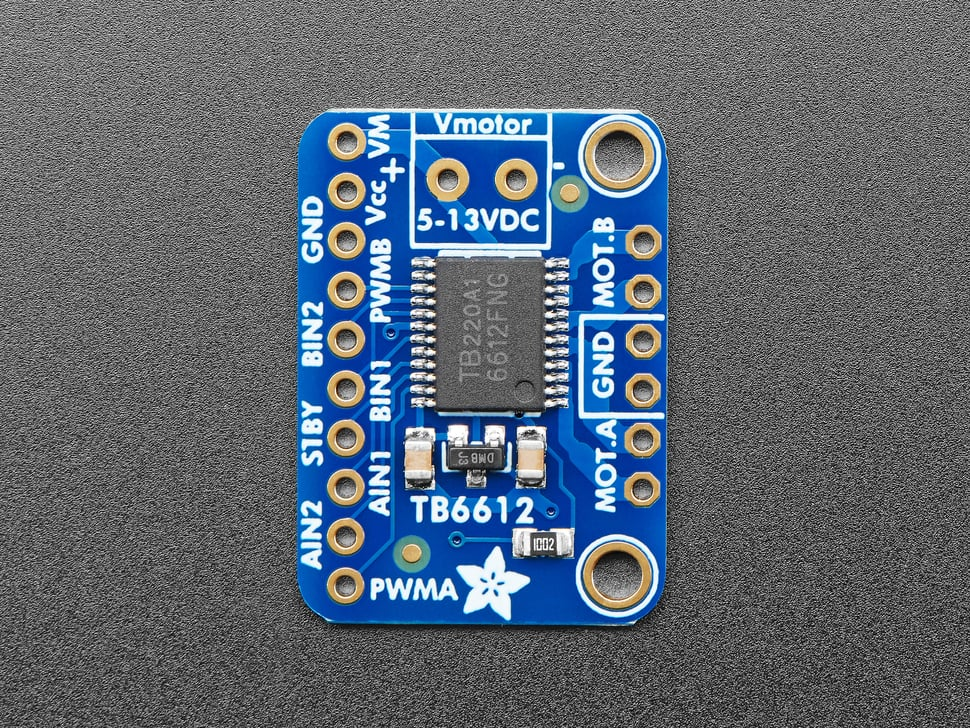 Vmotor
VM
+
-
Vcc
5-13VDC
GND
PWMB
BIN2
BIN1
STBY
AIN1
AIN2
PWMA
MOT.B
GND
MOT.A
TB220A1
6612FNG
DMB J3
TB6612
1002